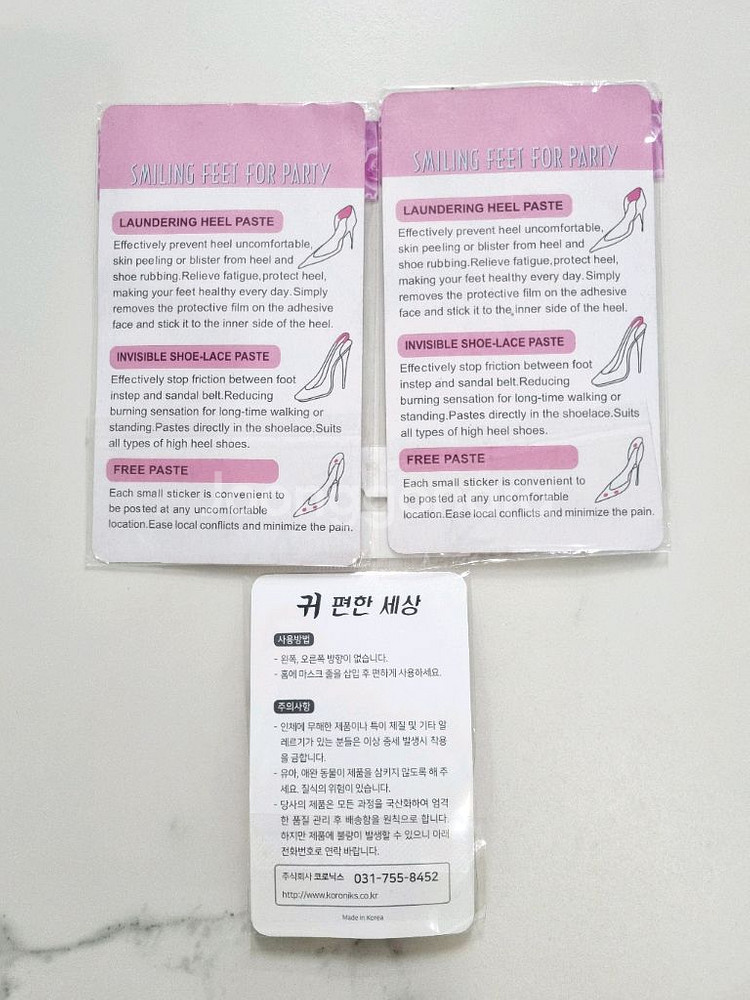 SMILING FEET FOR PARTY
LAUNDERING HEEL PASTE
Effectively prevent heel uncomfortable,
skin peeling or blister from heel and
shoe rubbing.Relieve fatigue,protect heel,
making your feet healthy every day.Simply
removes the protective film on the adhesive
face and stick it to the inner side of the heel.
INVISIBLE SHOE-LACE PASTE
Effectively stop friction between foot
instep and sandal belt.Reducing
burning sensation for long-time walking or
standing.Pastes directly in the shoelace.Suits
all types of high heel shoes.
FREE PASTE
Each small sticker is convenient to
be posted at any uncomfortable
location.Ease local conflicts and minimize the pain.
SMILING FEET FOR PARTY
LAUNDERING HEEL PASTE
Effectively prevent heel uncomfortable,
skin peeling or blister from heel and
shoe rubbing.Relieve fatigue,protect heel,
making your feet healthy every day.Simply
removes the protective film on the adhesive
face and stick it to the inner side of the heel.
INVISIBLE SHOE-LACE PASTE
Effectively stop friction between foot
instep and sandal belt.Reducing
burning sensation for long-time walking or
standing.Pastes directly in the shoelace.Suits
all types of high heel shoes.
FREE PASTE
Each small sticker is convenient to
be posted at any uncomfortable
location.Ease local conflicts and minimize the pain.
귀 편한 세상
사용방법
- 왼쪽, 오른쪽 방향이 없습니다.
- 홈에 마스크 줄을 삽입 후 편하게 사용하세요.
주의사항
- 인체에 무해한 제품이나 특이 체질 및 기타 알
레르기가 있는 분들은 이상 증세 발생시 착용
을 금합니다.
- 유아, 애완 동물이 제품을 삼키지 않도록 해 주
세요. 질식의 위험이 있습니다.
- 당사의 제품은 모든 과정을 국산화하여 엄격
한 품질 관리 후 배송함을 원칙으로 합니다.
하지만 제품에 불량이 발생할 수 있으니 아래
전화번호로 연락 바랍니다.
주식회사 코로닉스 031-755-8452
http://www.koroniks.co.kr
Made in Korea